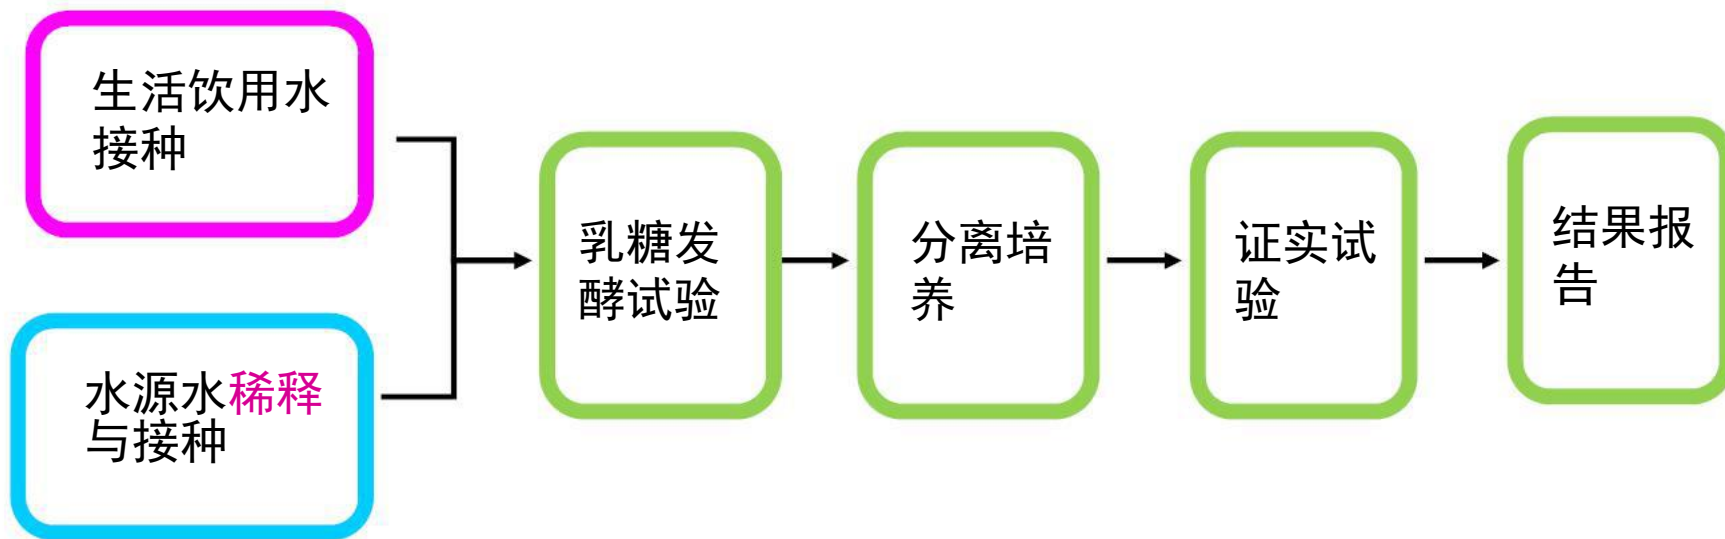 生活饮用水
接种
水源水稀释
与接种
乳糖发
酵试验
分离培
养
证实试
验
结果报
告